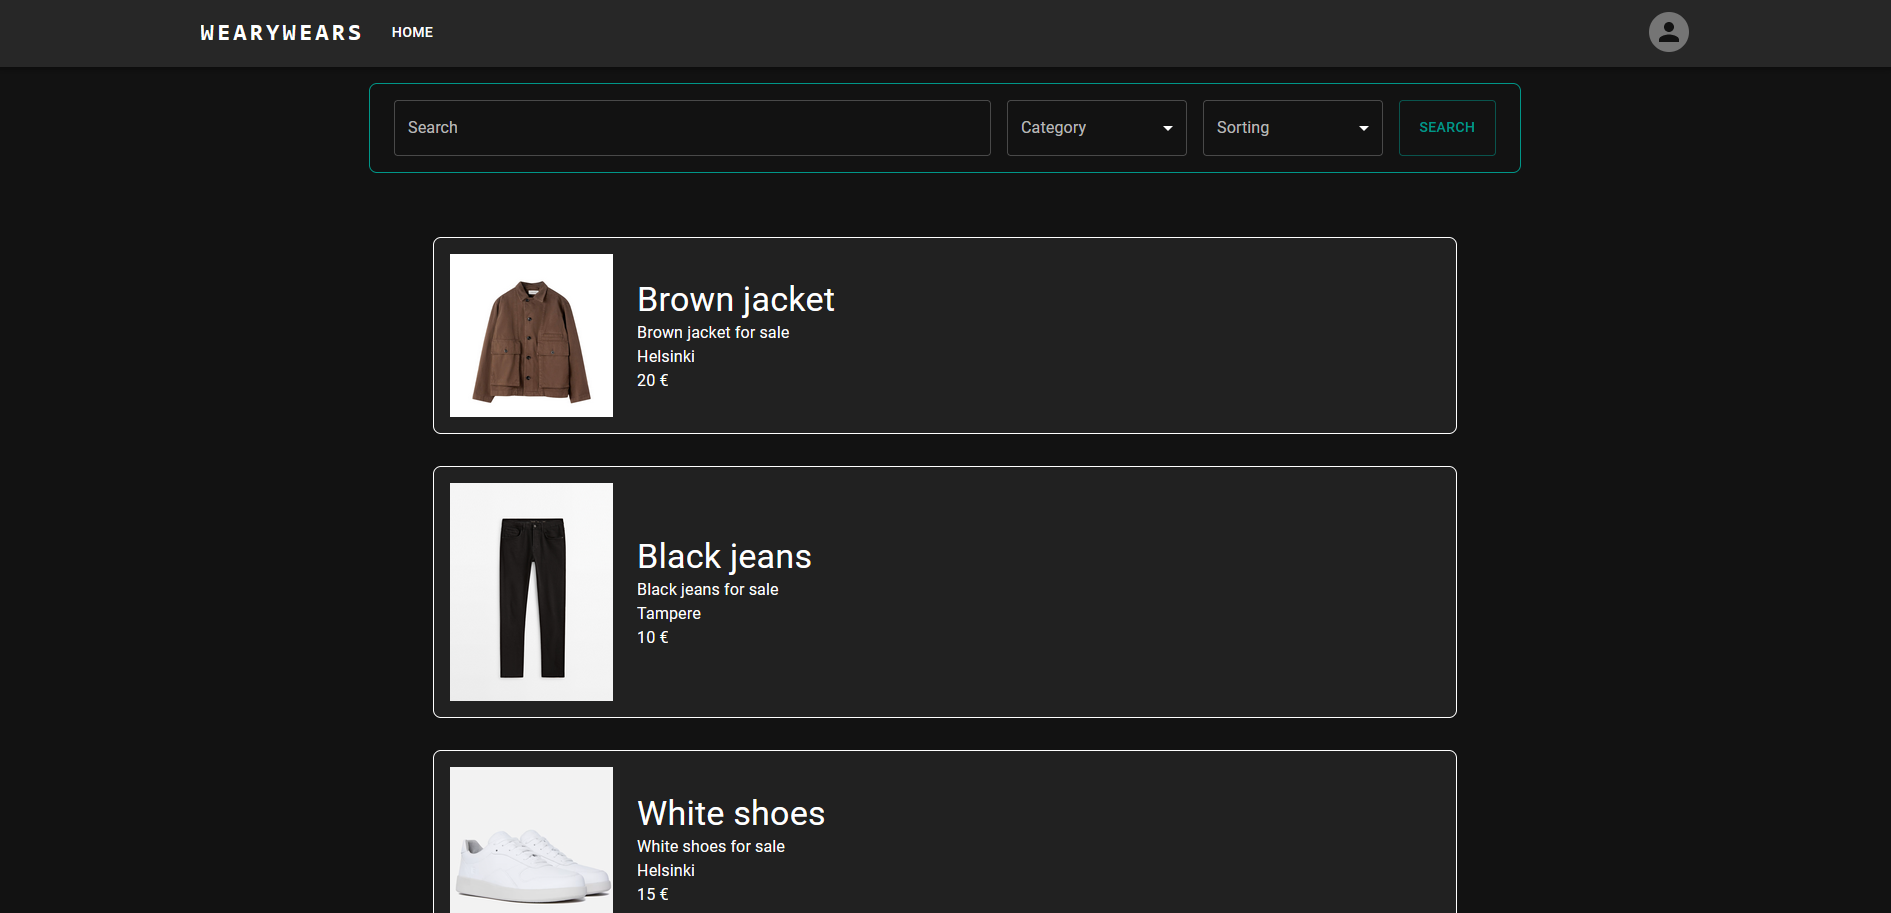 WEARYWEARS
HOME
Search
Category
Sorting
SEARCH
Brown jacket
Brown jacket for sale
Helsinki
20 €
Black jeans
Black jeans for sale
Tampere
10 €
White shoes
White shoes for sale
Helsinki
15 €